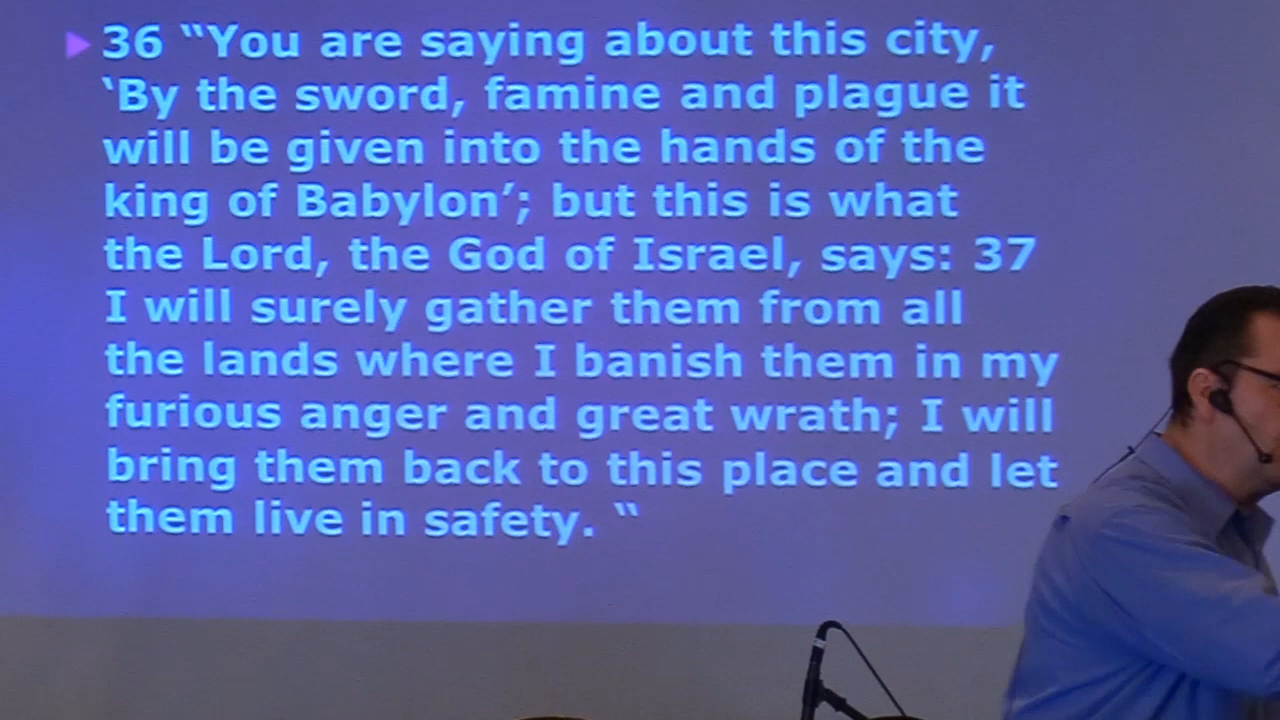 36 “You are saying about this city,
‘By the sword, famine and plague it
will be given into the hands of the
king of Babylon’; but this is what
the Lord, the God of Israel, says: 37
I will surely gather them from all
the lands where I banish them in my
furious anger and great wrath; I will
bring them back to this place and let
them live in safety. “